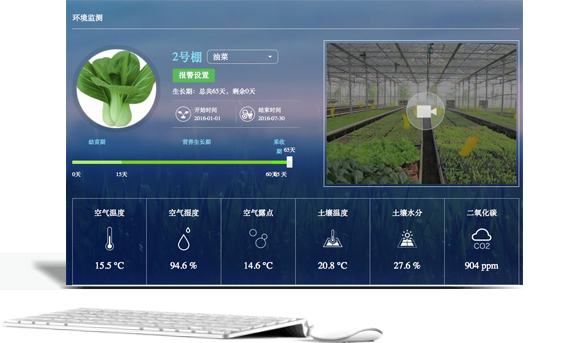 环境监测
2号棚 油菜
报警设置
生长期：总共65天，剩余0天
开始时间 结束时间
2016-01-01 2016-07-30
幼苗期 营养生长期 采收期 65天
0天 15天 60天 65 天
空气温度 空气湿度 空气露点 土壤温度 土壤水分 二氧化碳
CO2
15.5 °C 94.6 % 14.6 °C 20.8 °C 27.6 % 904 ppm